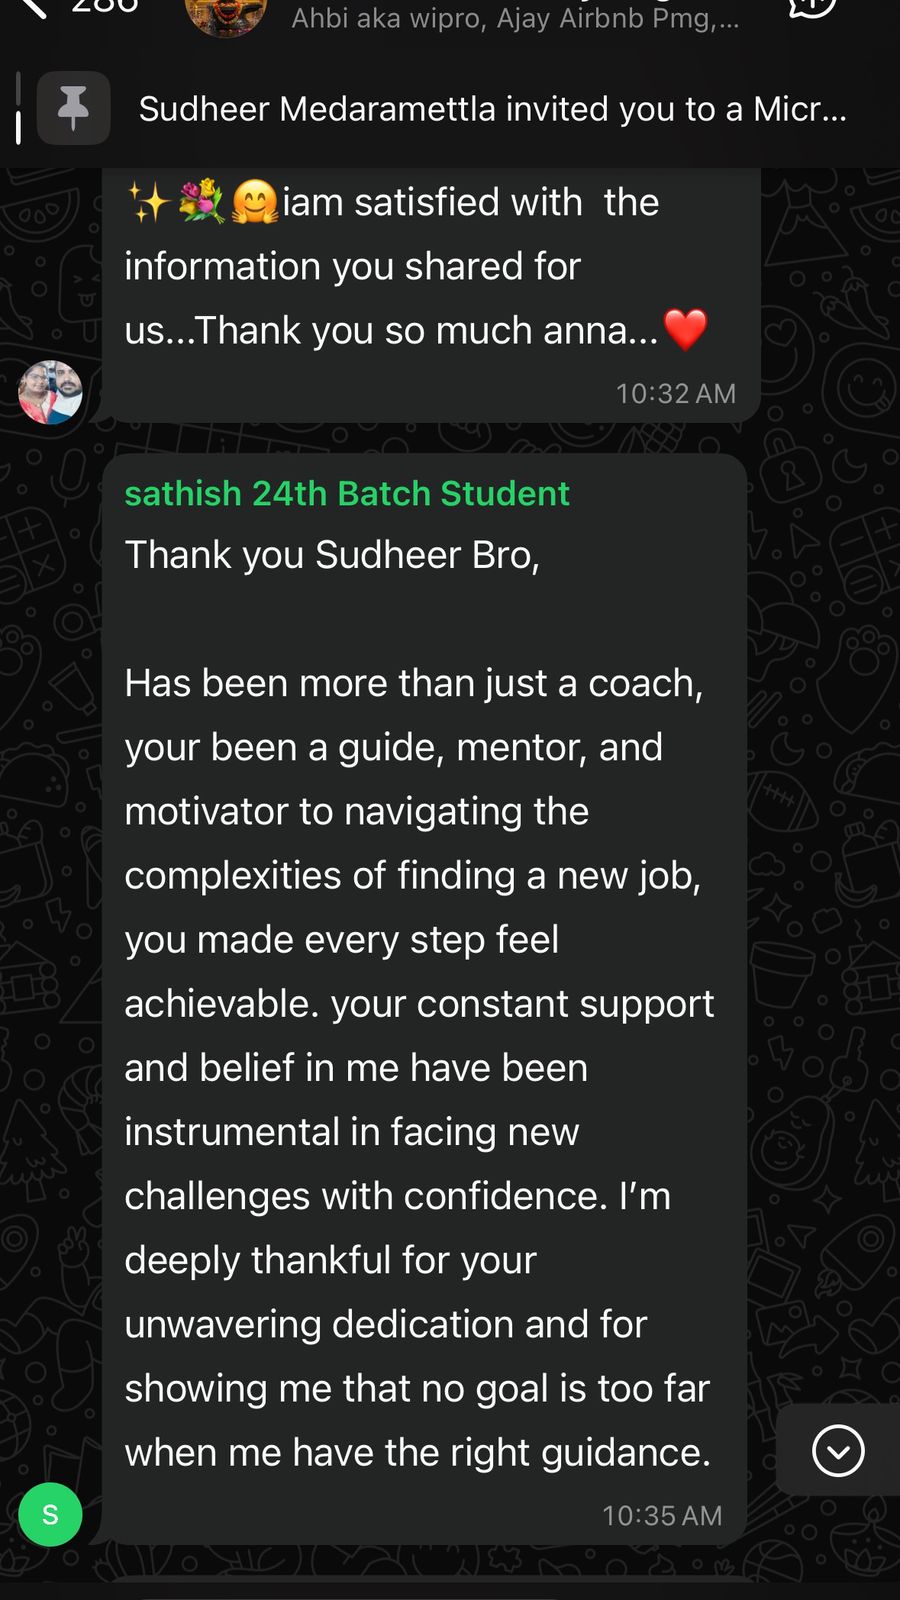 Ahbi aka wipro, Ajay Airbnb Pmg,...
Sudheer Medaramettla invited you to a Micr...
✨💐🤗iam satisfied with  the
information you shared for
us...Thank you so much anna...❤️
10:32 AM
sathish 24th Batch Student
Thank you Sudheer Bro,
Has been more than just a coach,
your been a guide, mentor, and
motivator to navigating the
complexities of finding a new job,
you made every step feel
achievable. your constant support
and belief in me have been
instrumental in facing new
challenges with confidence. I’m
deeply thankful for your
unwavering dedication and for
showing me that no goal is too far
when me have the right guidance.
S
10:35 AM